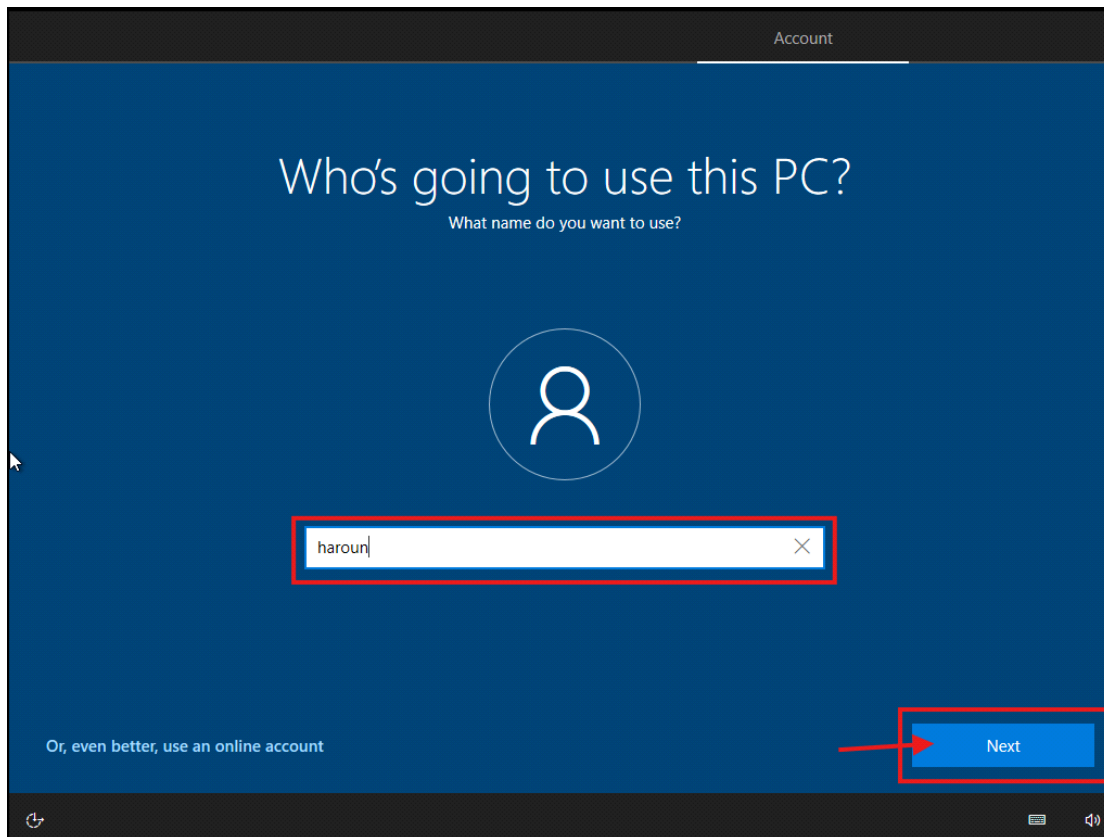 Account
Who's going to use this PC?
What name do you want to use?
haroun
Or, even better, use an online account
Next